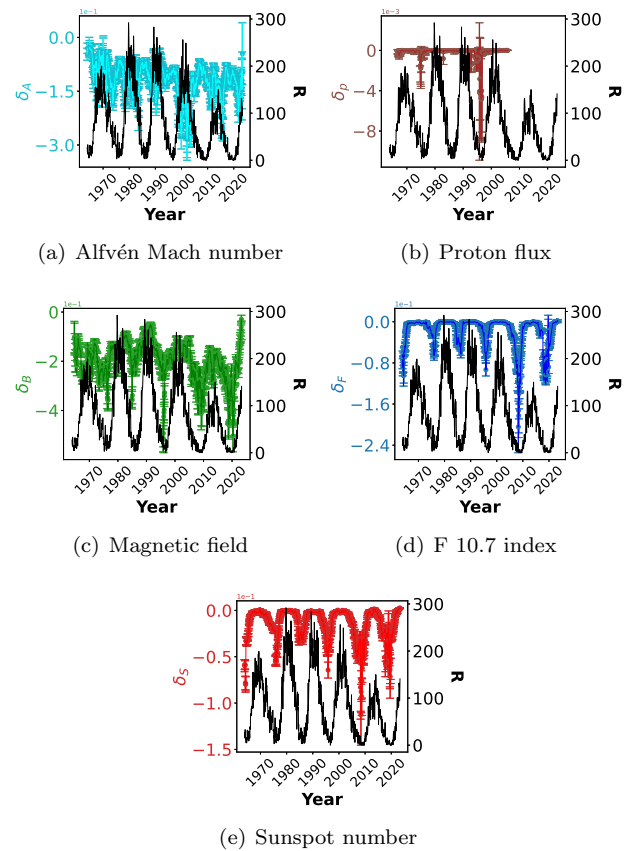 1e−1
0.0
−1.5
−3.0
δA
300
200
100
0
R
1970
1980
1990
2000
2010
2020
Year
(a) Alfvén Mach number
1e−3
0
−4
−8
δp
300
200
100
0
R
1970
1980
1990
2000
2010
2020
Year
(b) Proton flux
1e−1
0
−2
−4
δB
300
200
100
0
R
1970
1980
1990
2000
2010
2020
Year
(c) Magnetic field
1e−1
0.0
−0.8
−1.6
−2.4
δF
300
200
100
0
R
1970
1980
1990
2000
2010
2020
Year
(d) F 10.7 index
1e−1
0.0
−0.5
−1.0
−1.5
δS
300
200
100
0
R
1970
1980
1990
2000
2010
2020
Year
(e) Sunspot number